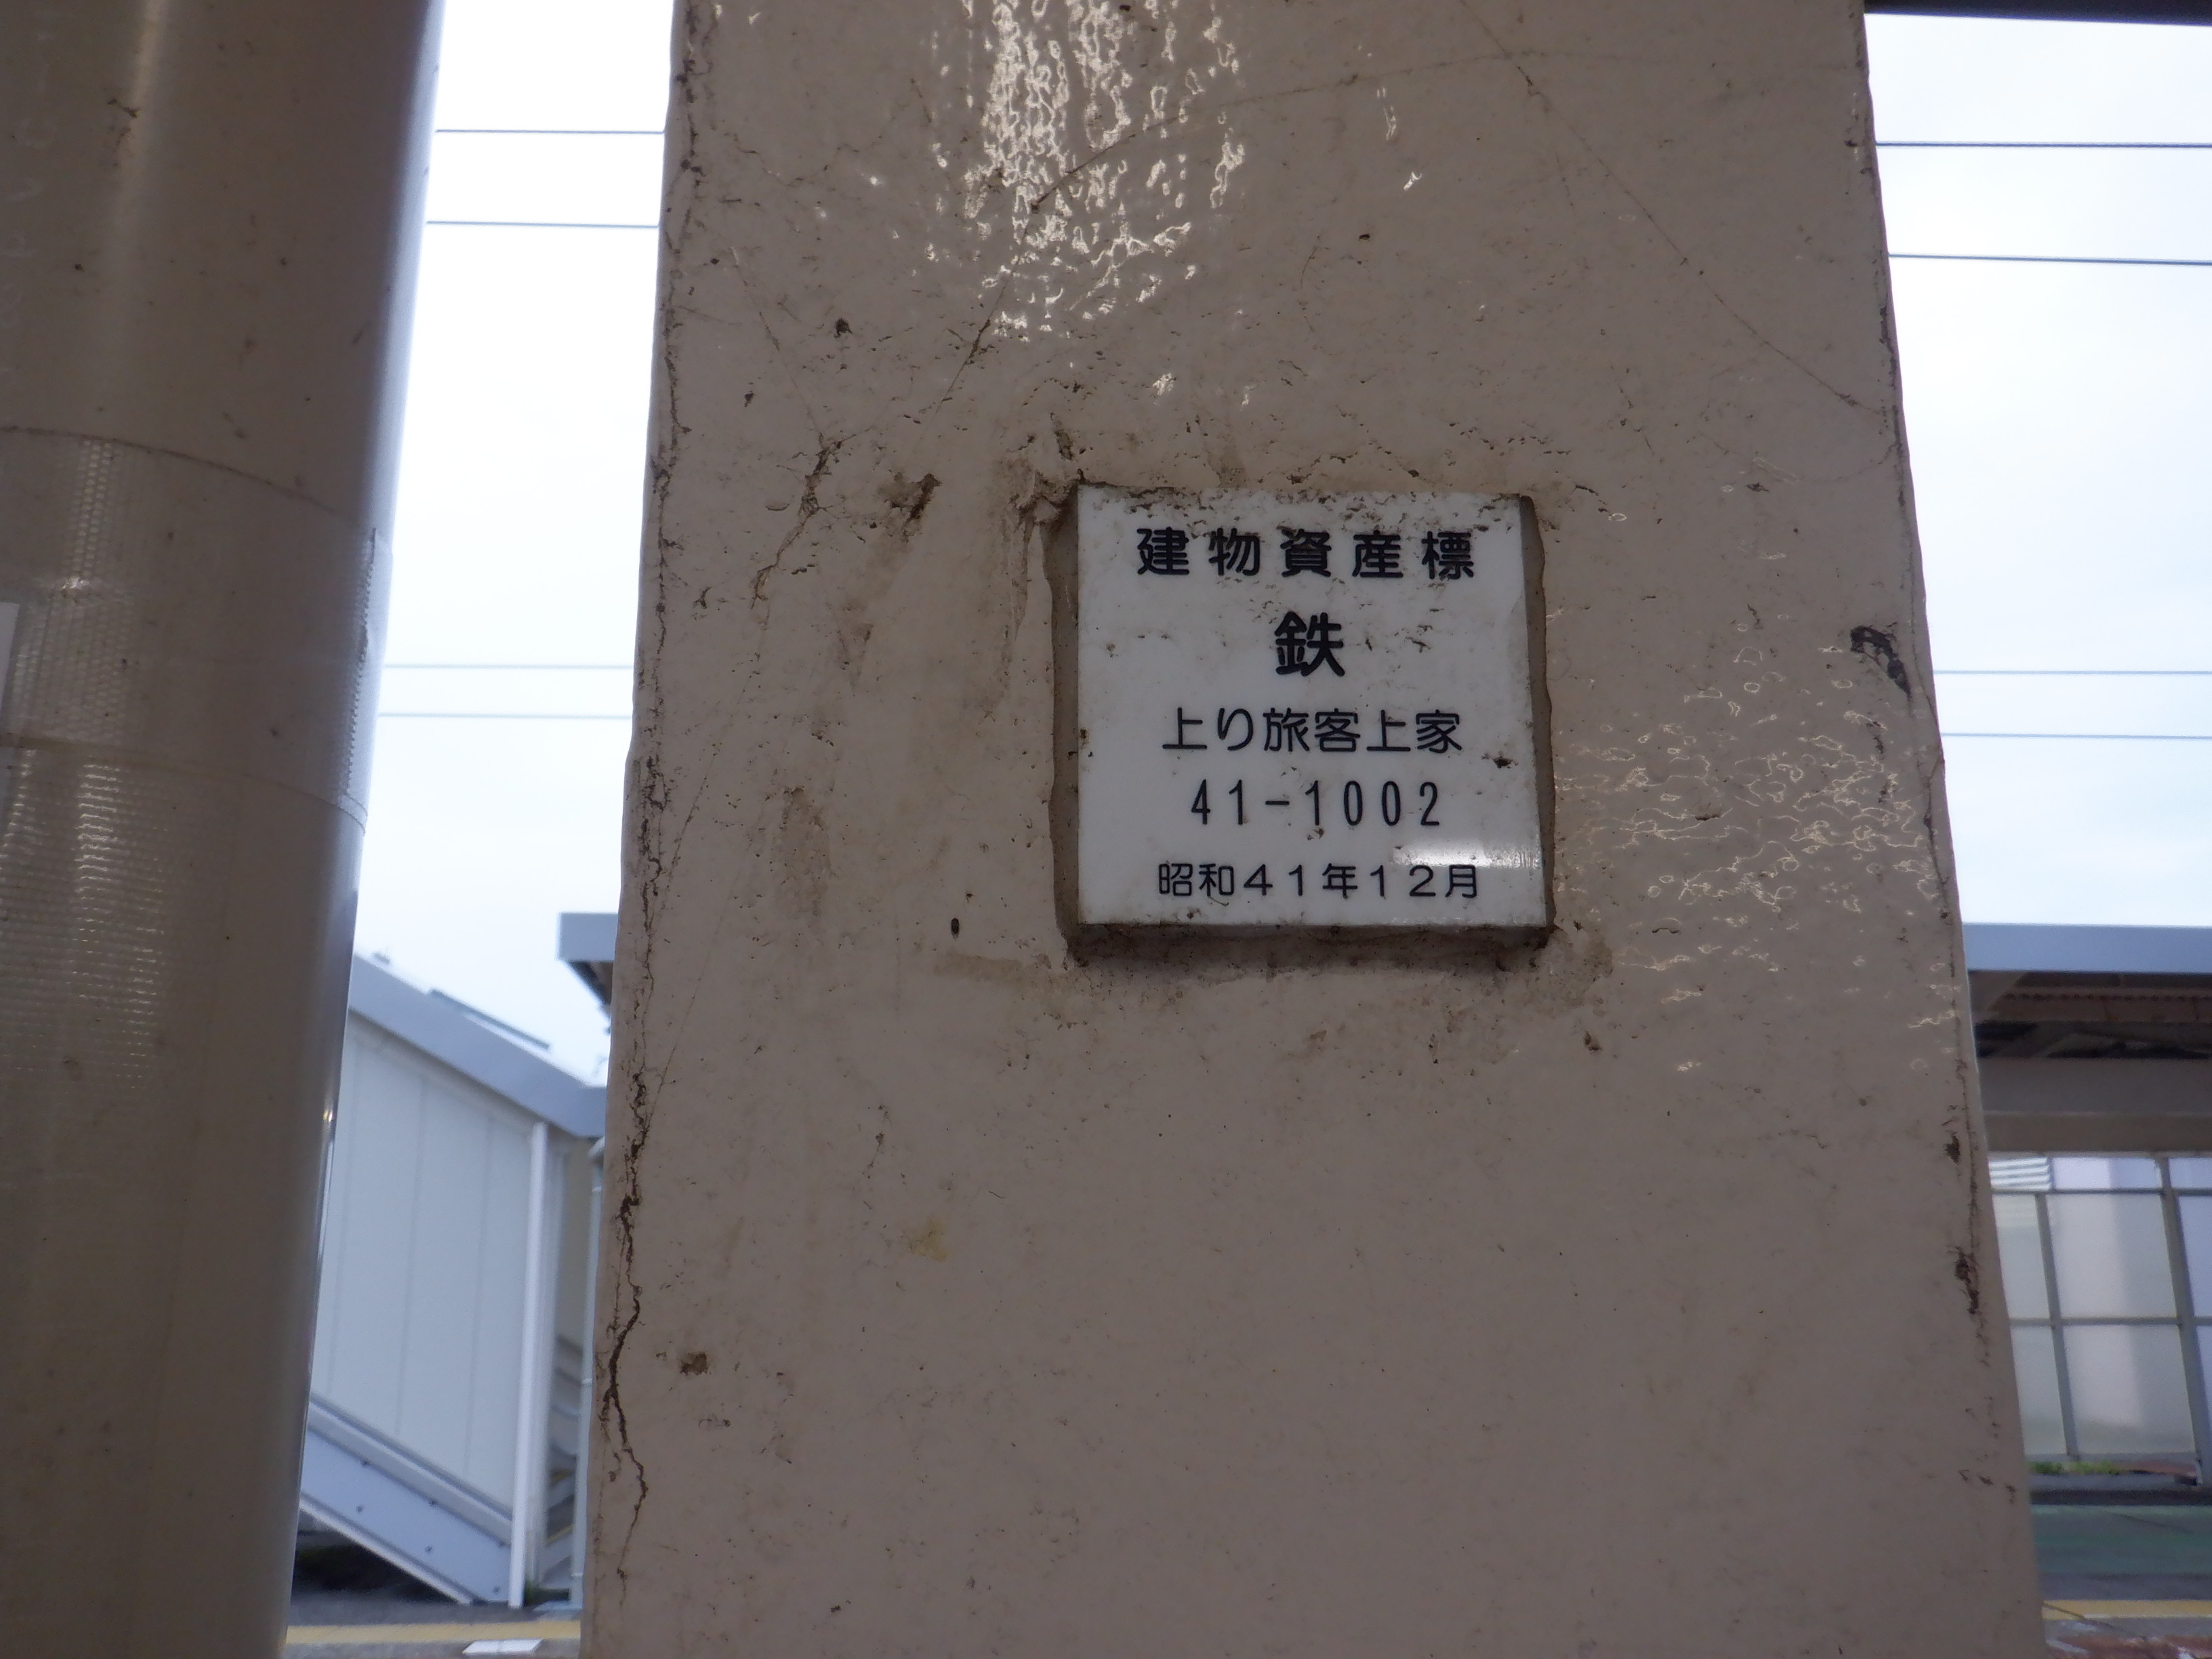 建物資産標
鉄
上り旅客上家
41-1002
昭和41年12月